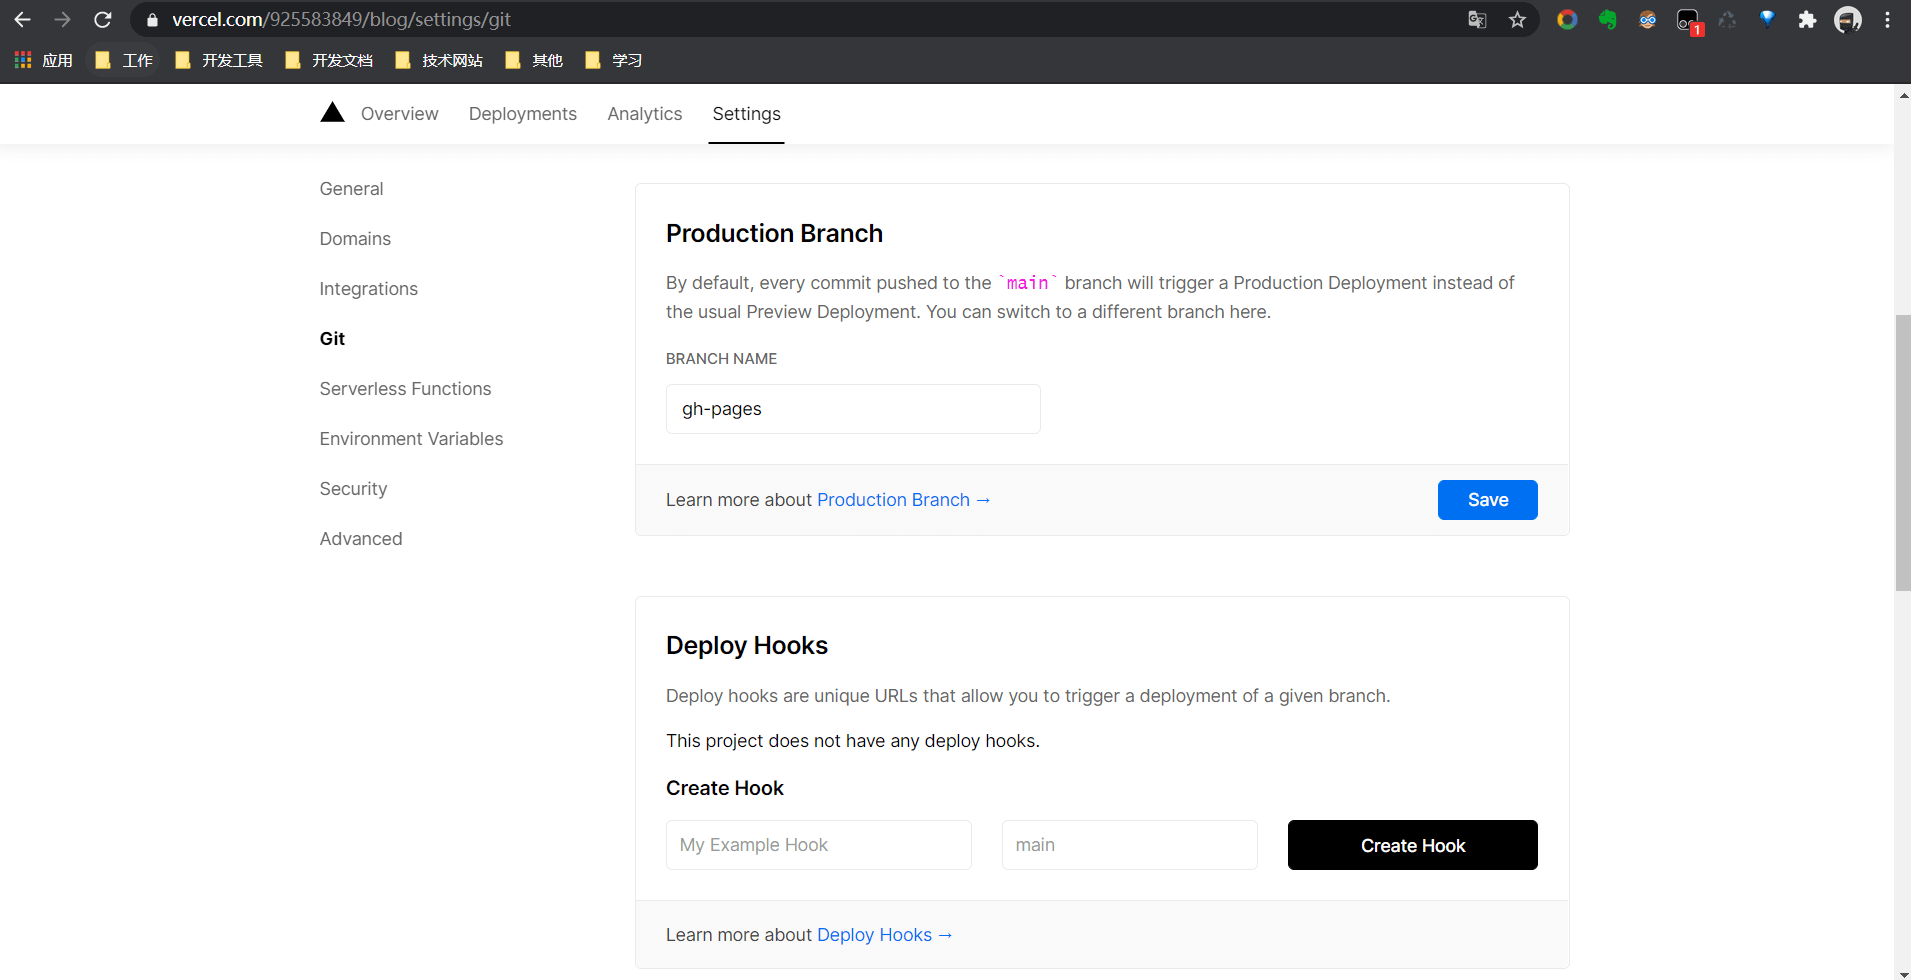 vercel.com/925583849/blog/settings/git
1
应用 工作 开发工具 开发文档 技术网站 其他 学习
Overview Deployments Analytics Settings
General
Domains
Integrations
Git
Serverless Functions
Environment Variables
Security
Advanced
Production Branch
By default, every commit pushed to the `main` branch will trigger a Production Deployment instead of
the usual Preview Deployment. You can switch to a different branch here.
BRANCH NAME
gh-pages
Learn more about Production Branch →
Save
Deploy Hooks
Deploy hooks are unique URLs that allow you to trigger a deployment of a given branch.
This project does not have any deploy hooks.
Create Hook
My Example Hook
main
Create Hook
Learn more about Deploy Hooks →